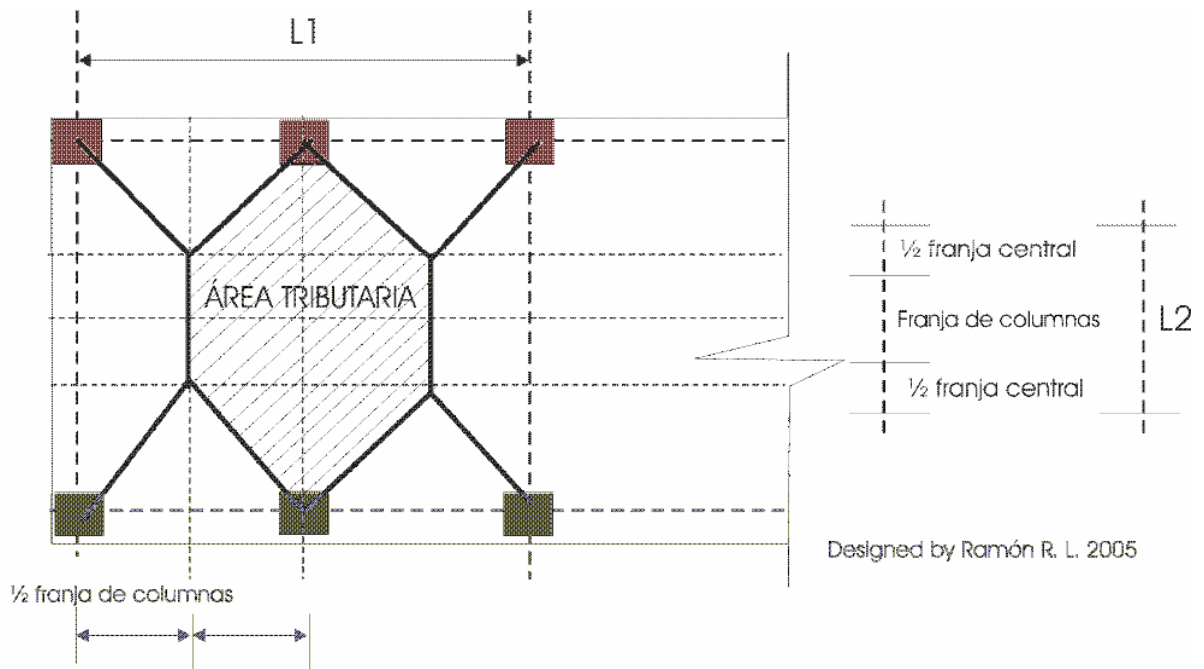 L1
ÁREA TRIBUTARIA
½ franja central
Franja de columnas
½ franja central
L2
Designed by Ramón R. L. 2005
½ franja de columnas